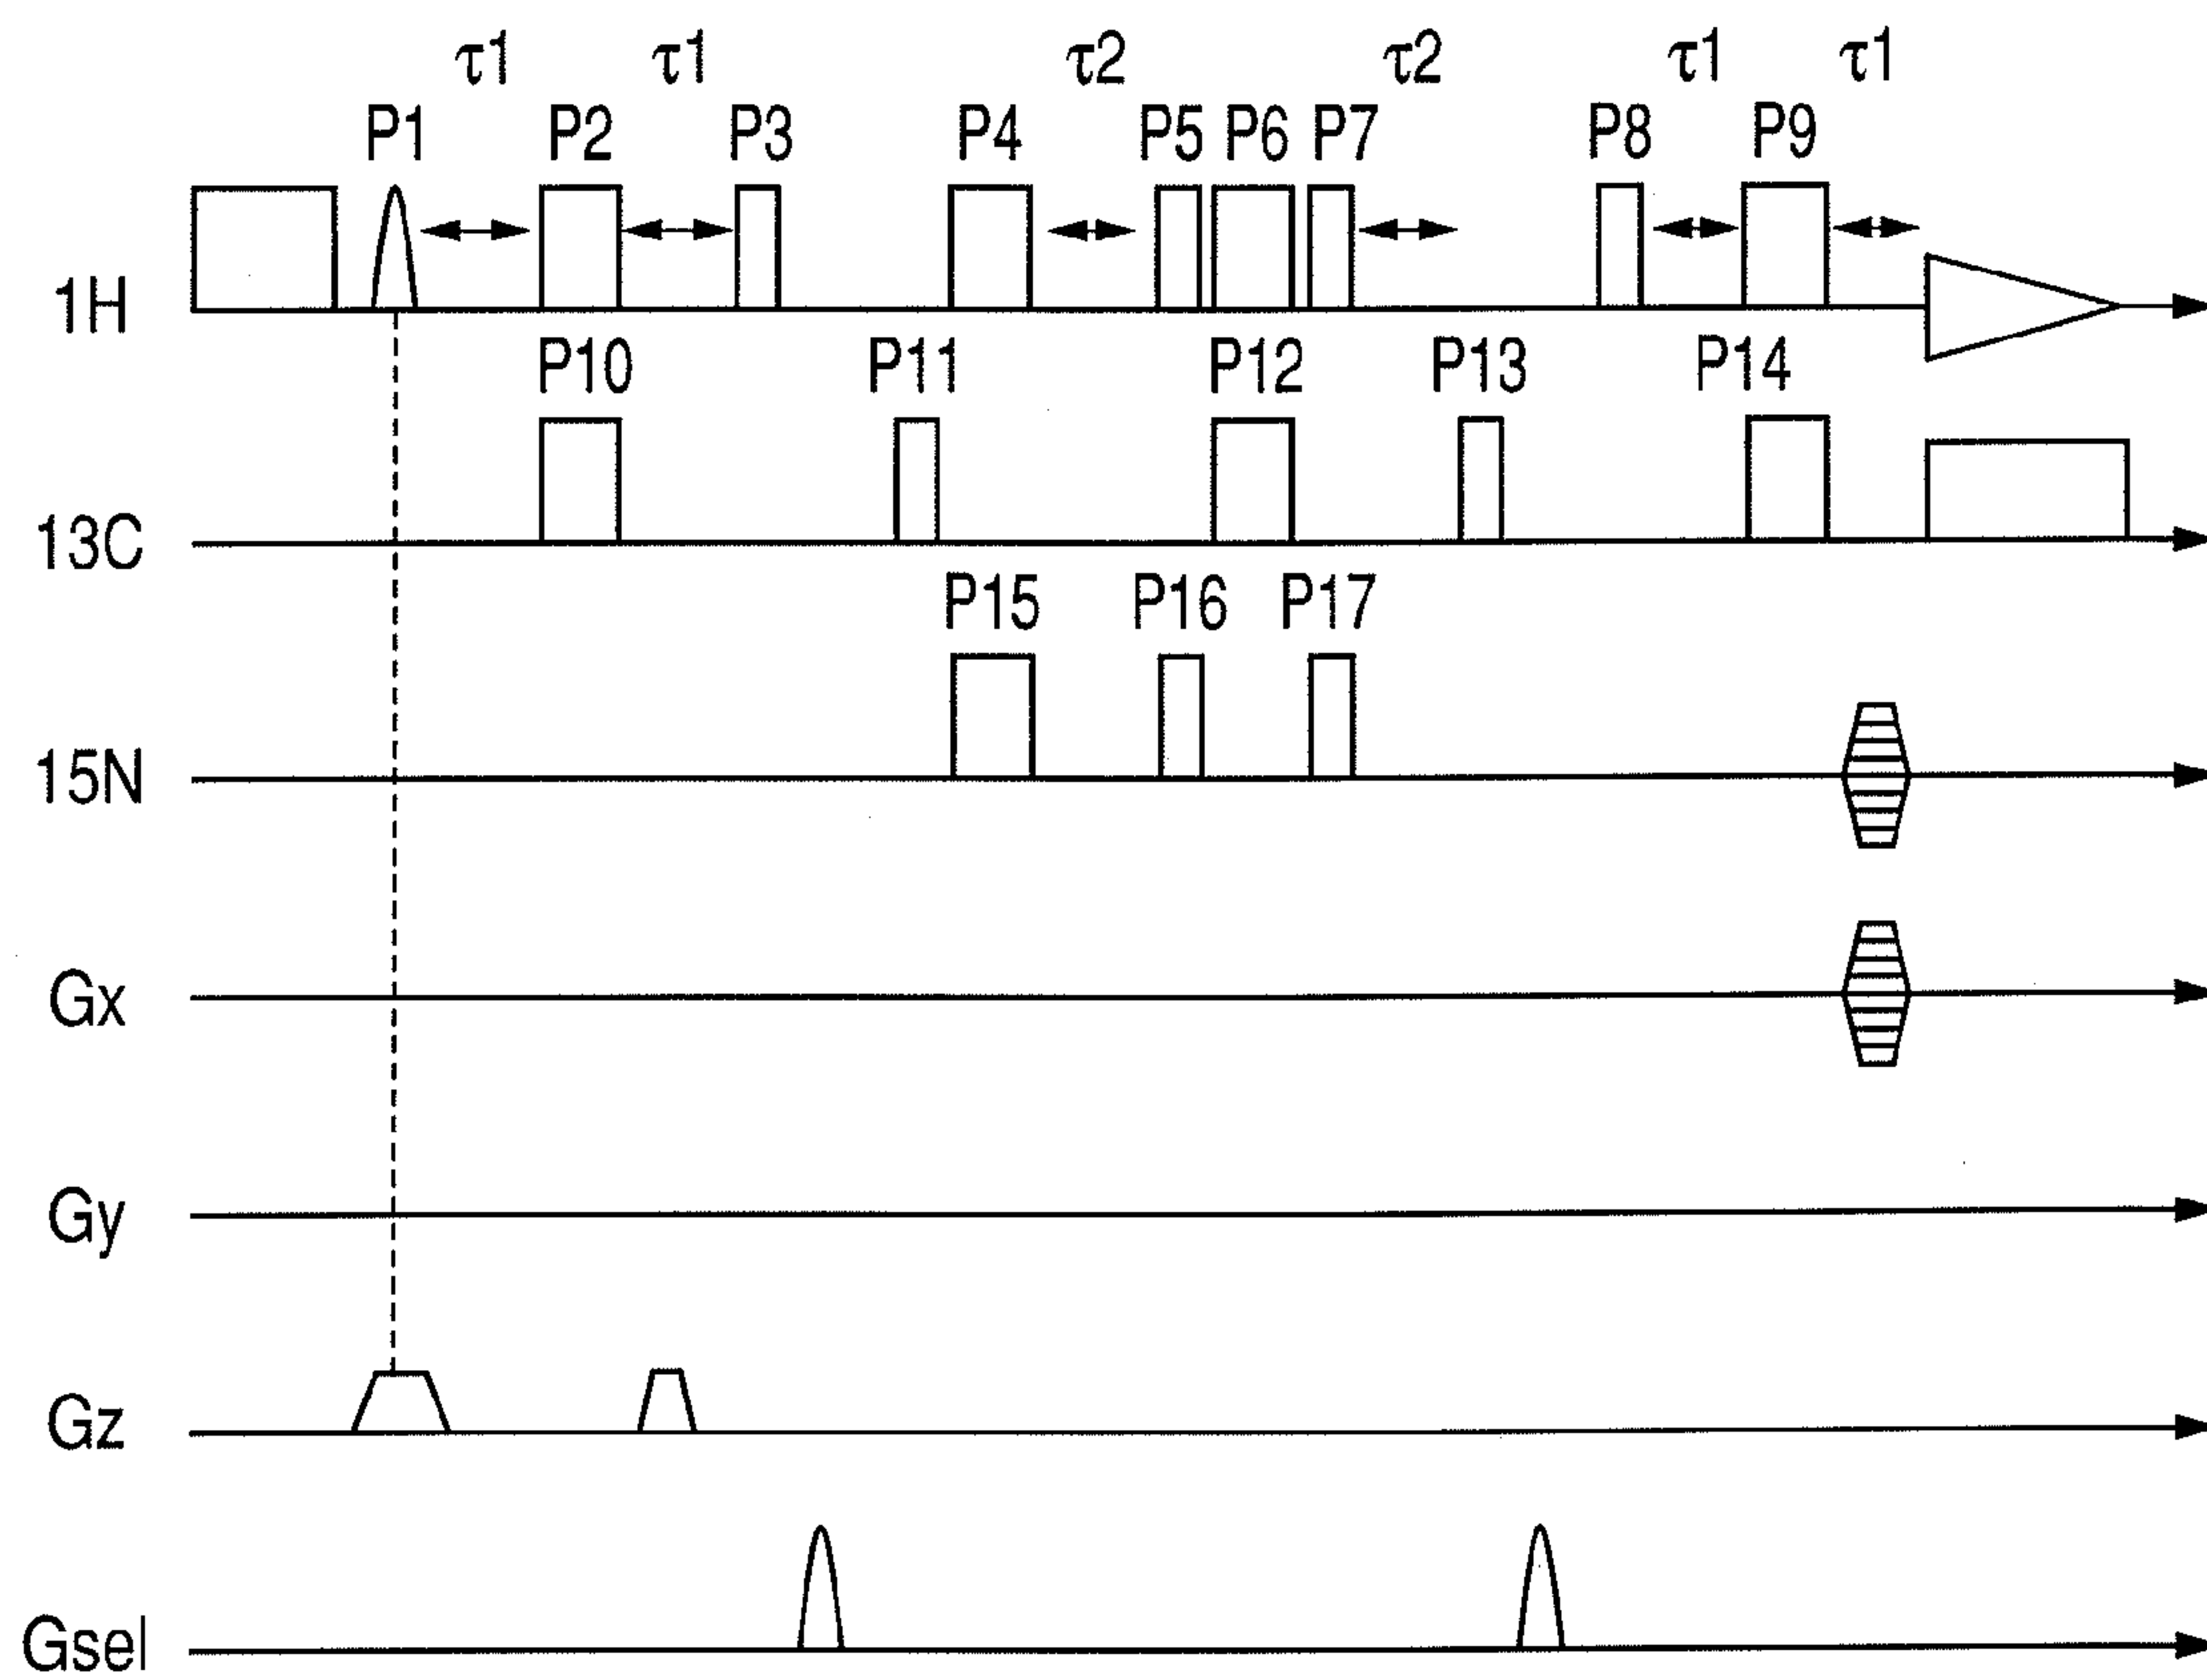 τ1 τ1 τ2 τ2 τ1 τ1
P1 P2 P3 P4 P5 P6 P7 P8 P9
1H
P10 P11 P12 P13 P14
13C
P15 P16 P17
15N
Gx
Gy
Gz
Gsel